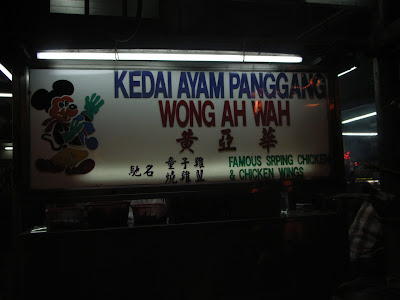 KEDAI AYAM PANGGANG
WONG AH WAH
黃亞華
馳名 童子雞
燒雞翼
FAMOUS SRPING CHICKEN
& CHICKEN WINGS